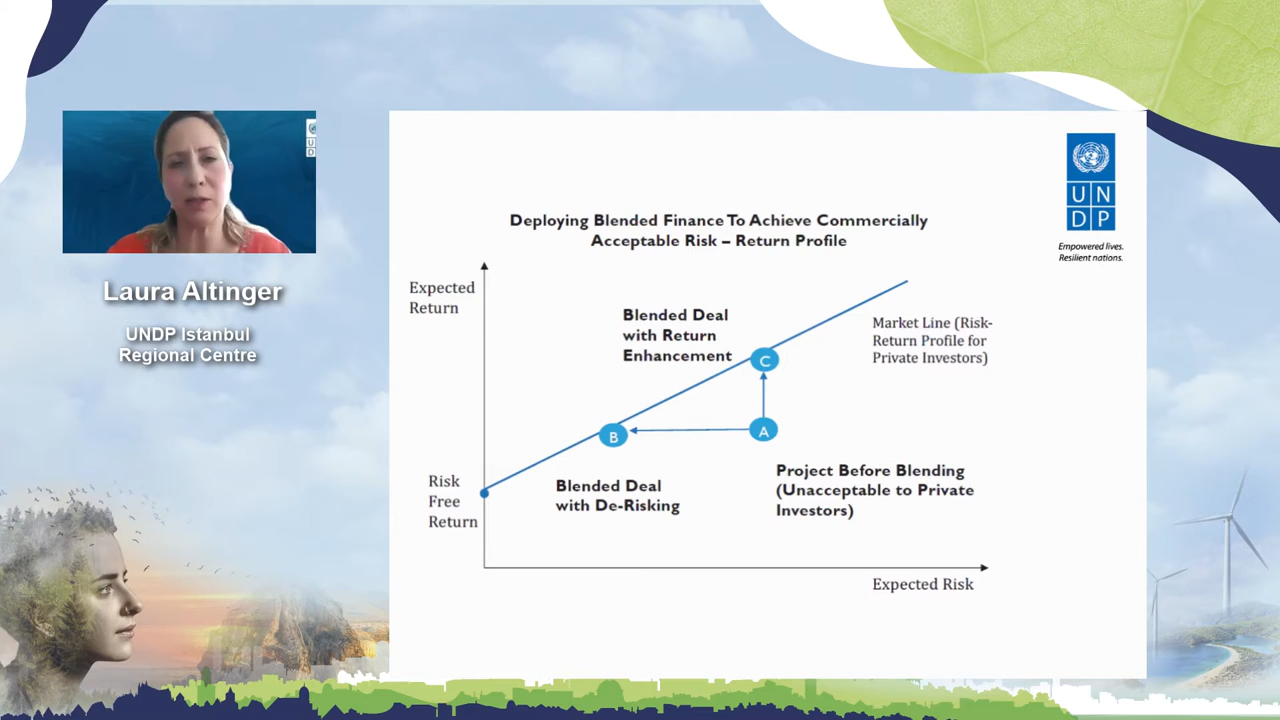 Laura Altinger
UNDP Istanbul
Regional Centre
U N
D P
Empowered lives.
Resilient nations.
Deploying Blended Finance To Achieve Commercially
Acceptable Risk – Return Profile
Expected
Return
Blended Deal
with Return
Enhancement
Market Line (Risk-
Return Profile for
Private Investors)
C
B
A
Risk
Free
Return
Blended Deal
with De-Risking
Project Before Blending
(Unacceptable to Private
Investors)
Expected Risk